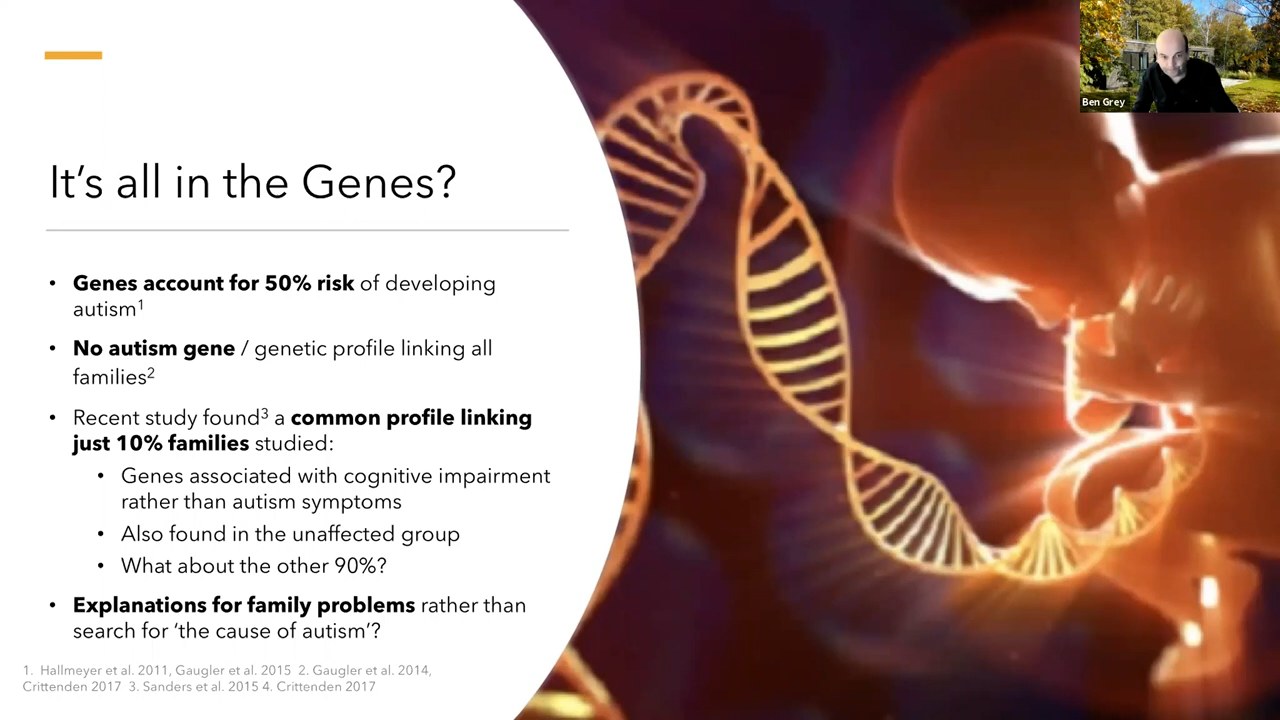 Ben Grey
It’s all in the Genes?
• Genes account for 50% risk of developing
autism¹
• No autism gene / genetic profile linking all
families²
• Recent study found³ a common profile linking
just 10% families studied:
• Genes associated with cognitive impairment
rather than autism symptoms
• Also found in the unaffected group
• What about the other 90%?
• Explanations for family problems rather than
search for ‘the cause of autism’?
1. Hallmeyer et al. 2011, Gaugler et al. 2015 2. Gaugler et al. 2014,
Crittenden 2017 3. Sanders et al. 2015 4. Crittenden 2017